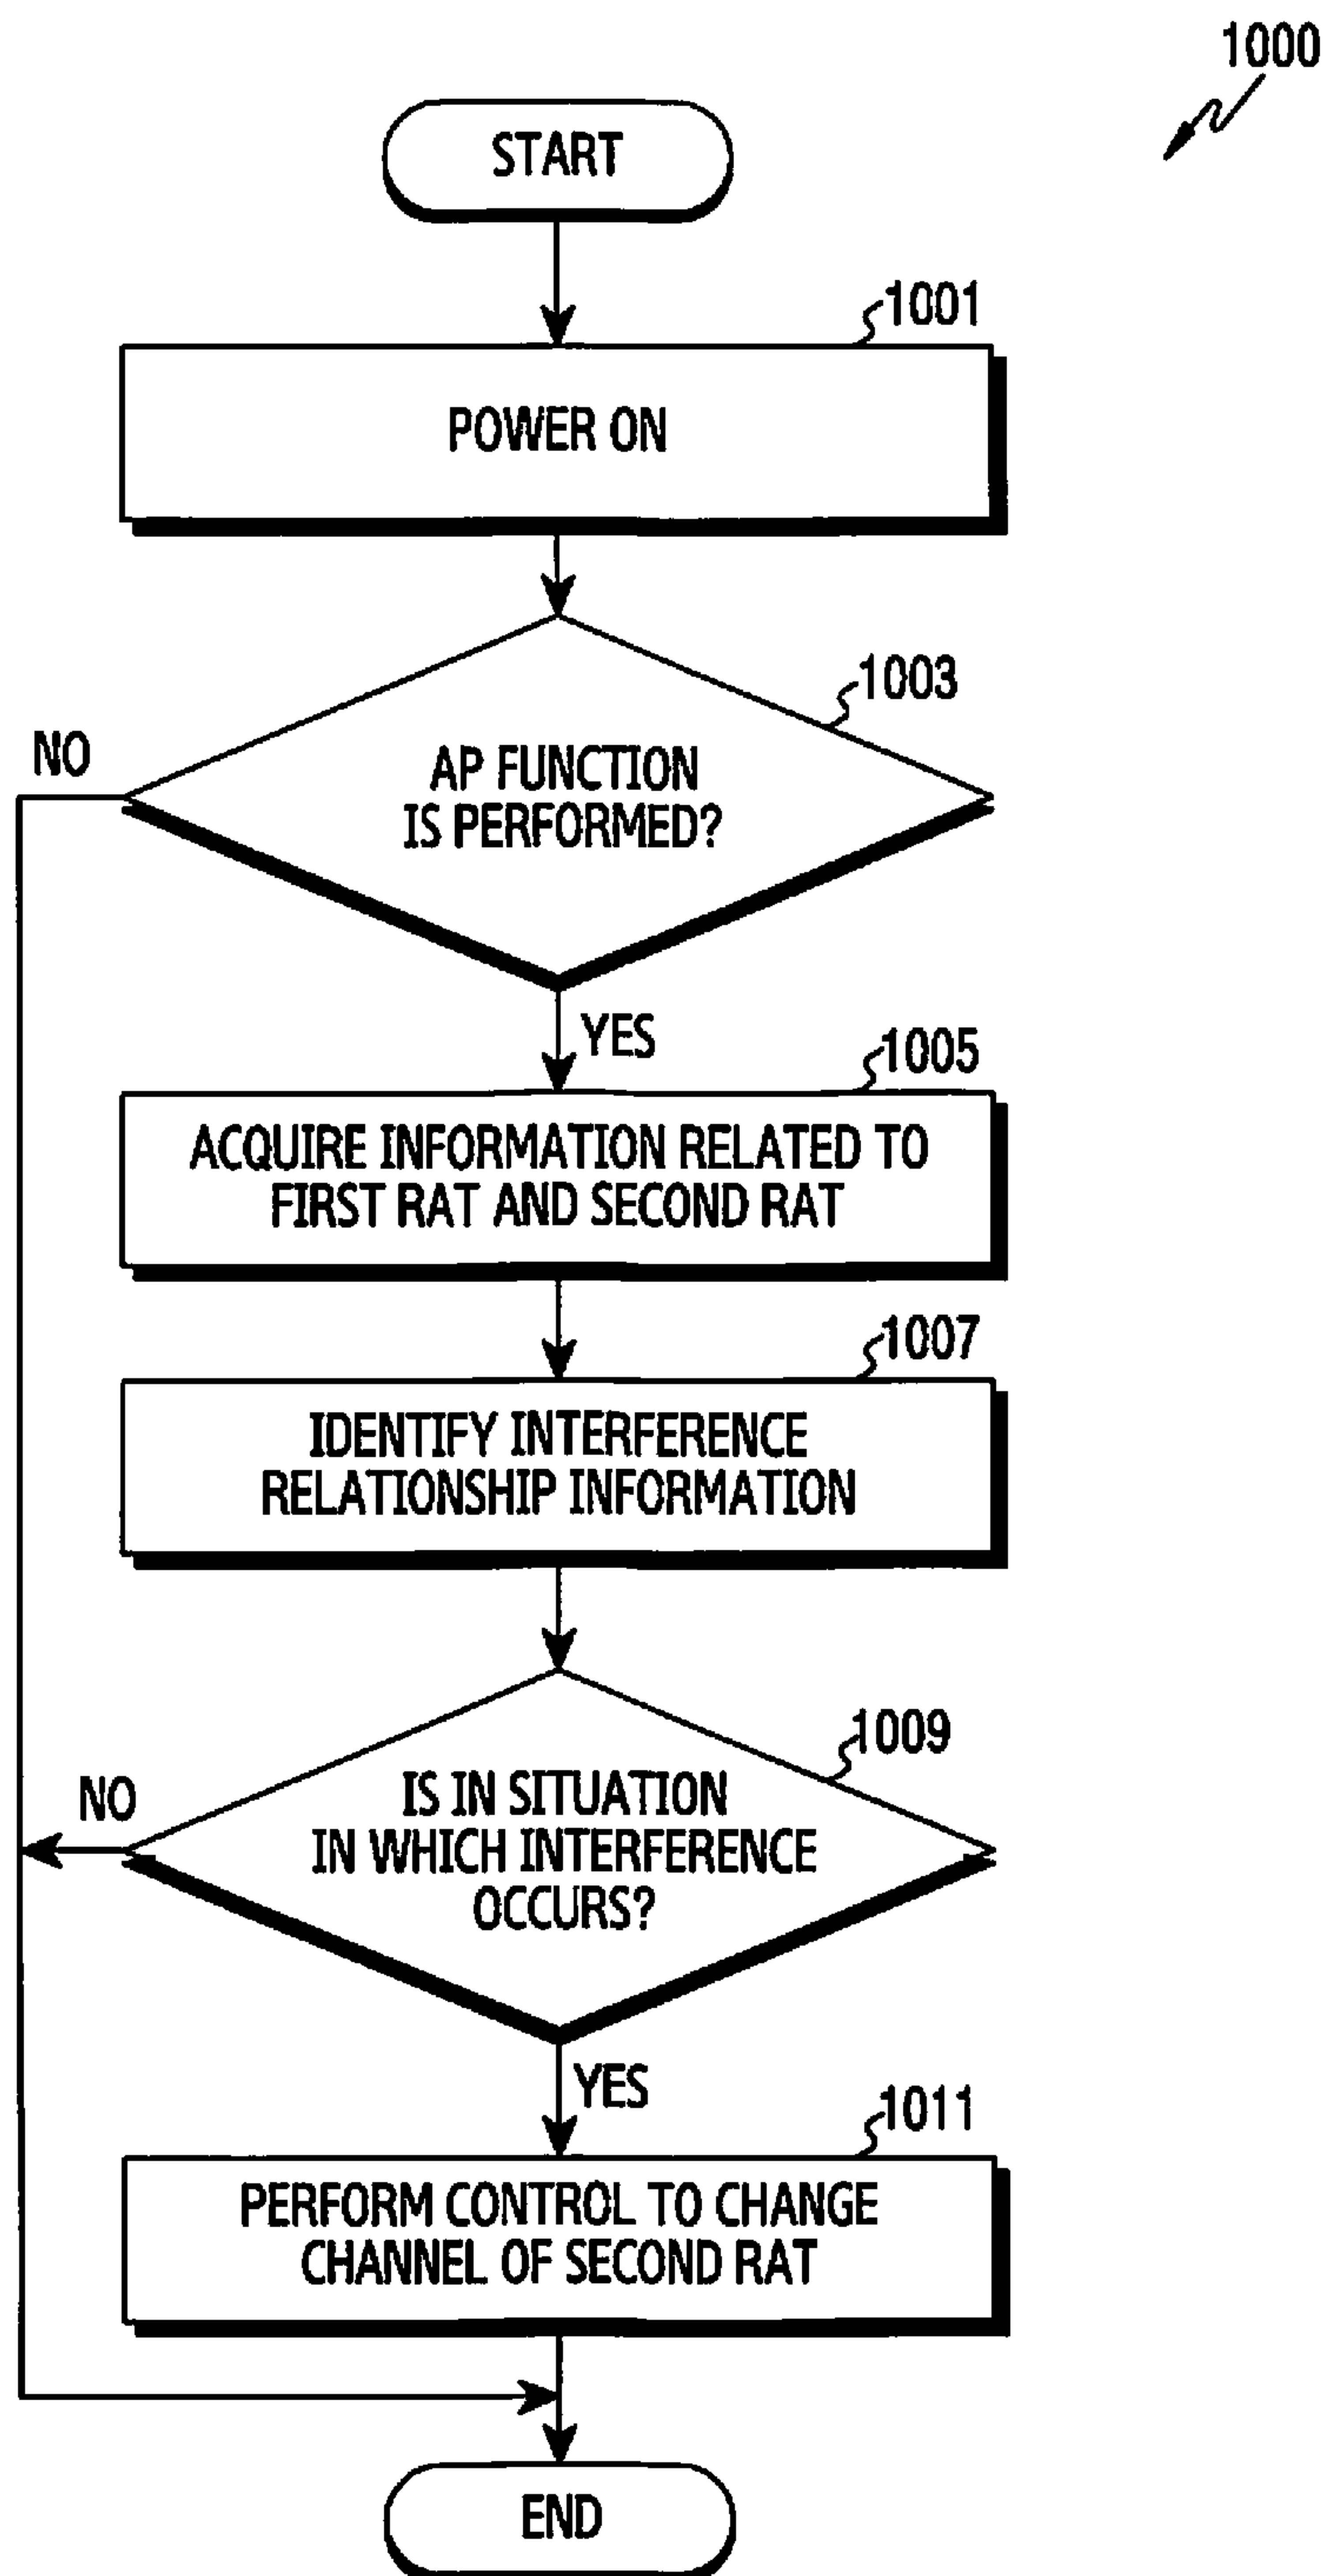 1000
START
1001
POWER ON
1003
NO
AP FUNCTION
IS PERFORMED?
YES
1005
ACQUIRE INFORMATION RELATED TO
FIRST RAT AND SECOND RAT
1007
IDENTIFY INTERFERENCE
RELATIONSHIP INFORMATION
1009
NO
IS IN SITUATION
IN WHICH INTERFERENCE
OCCURS?
YES
1011
PERFORM CONTROL TO CHANGE
CHANNEL OF SECOND RAT
END